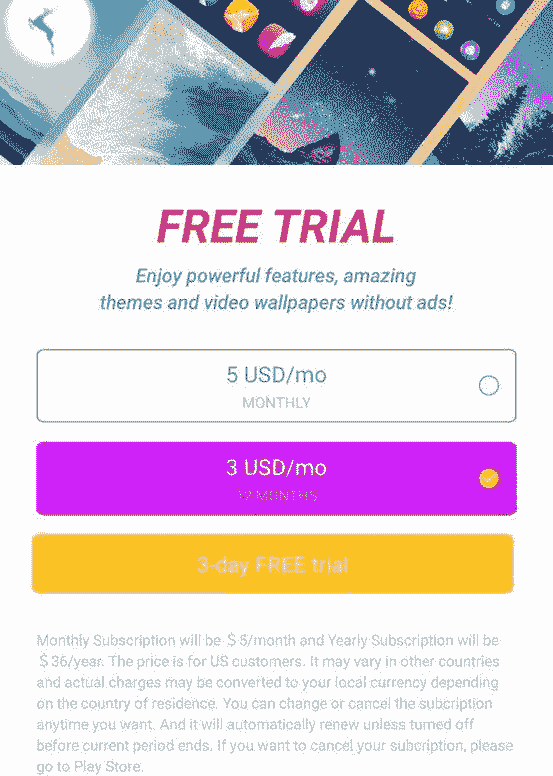 FREE TRIAL
Enjoy powerful features, amazing
themes and video wallpapers without ads!
5 USD/mo
MONTHLY
3 USD/mo
12 MONTHS
3-day FREE trial
Monthly Subscription will be $5/month and Yearly Subscription will be
$36/year. The price is for US customers. It may vary in other countries
and actual charges may be converted to your local currency depending
on the country of residence. You can change or cancel the subcription
anytime you want. And it will automatically renew unless turned off
before current period ends. If you want to cancel your subcription, please
go to Play Store.